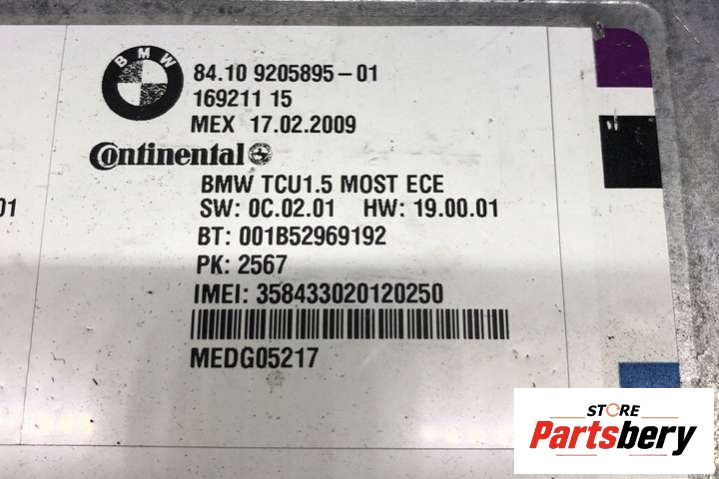 BMW
84.10 9205895-01
169211 15
MEX 17.02.2009
Continental
BMW TCU1.5 MOST ECE
SW: 0C.02.01 HW: 19.00.01
01
BT: 001B52969192
PK: 2567
IMEI: 358433020120250
MEDG05217
STORE
Partsbery